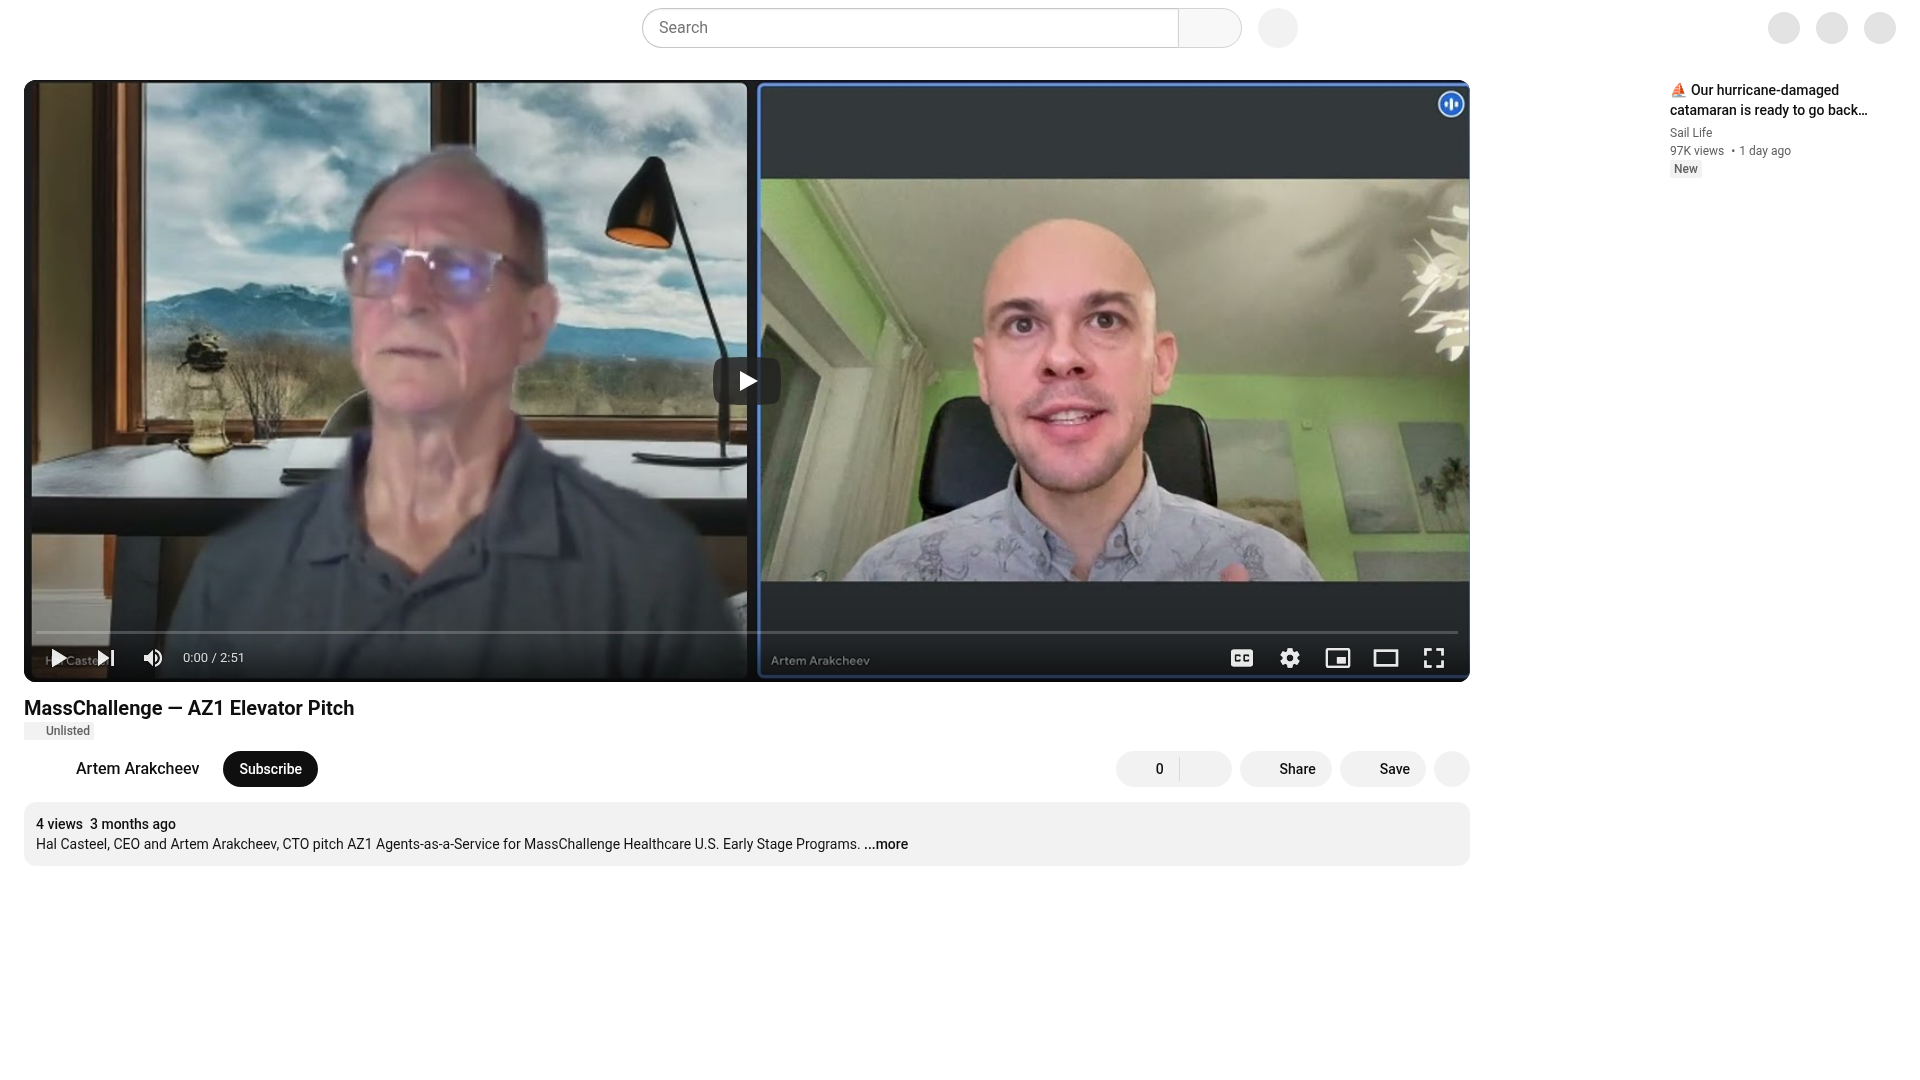 Search
Hal Casteel
0:00 / 2:51
Artem Arakcheev
CC
MassChallenge — AZ1 Elevator Pitch
Unlisted
Artem Arakcheev
Subscribe
0
Share
Save
4 views 3 months ago
Hal Casteel, CEO and Artem Arakcheev, CTO pitch AZ1 Agents-as-a-Service for MassChallenge Healthcare U.S. Early Stage Programs. ...more
⛵ Our hurricane-damaged
catamaran is ready to go back...
Sail Life
97K views • 1 day ago
New